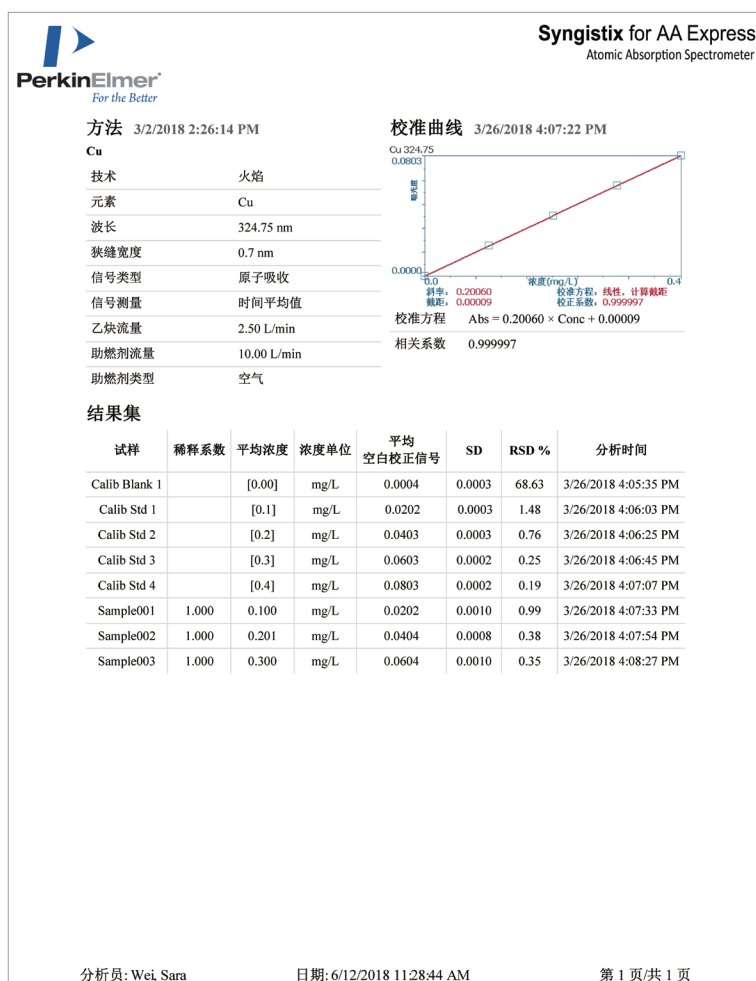 PerkinElmer®
For the Better
Syngistix for AA Express
Atomic Absorption Spectrometer
方法 3/2/2018 2:26:14 PM
Cu
技术 火焰
元素 Cu
波长 324.75 nm
狭缝宽度 0.7 nm
信号类型 原子吸收
信号测量 时间平均值
乙炔流量 2.50 L/min
助燃剂流量 10.00 L/min
助燃剂类型 空气
校准曲线 3/26/2018 4:07:22 PM
Cu 324.75
0.0803
吸光度
0.0000
0.0 浓度(mg/L) 0.4
斜率: 0.20060 校准方程: 线性, 计算截距
截距: 0.00009 校正系数: 0.999997
校准方程 Abs = 0.20060 × Conc + 0.00009
相关系数 0.999997
结果集
试样 稀释系数 平均浓度 浓度单位 平均 空白校正信号 SD RSD % 分析时间
Calib Blank 1 [0.00] mg/L 0.0004 0.0003 68.63 3/26/2018 4:05:35 PM
Calib Std 1 [0.1] mg/L 0.0202 0.0003 1.48 3/26/2018 4:06:03 PM
Calib Std 2 [0.2] mg/L 0.0403 0.0003 0.76 3/26/2018 4:06:25 PM
Calib Std 3 [0.3] mg/L 0.0603 0.0002 0.25 3/26/2018 4:06:45 PM
Calib Std 4 [0.4] mg/L 0.0803 0.0002 0.19 3/26/2018 4:07:07 PM
Sample001 1.000 0.100 mg/L 0.0202 0.0010 0.99 3/26/2018 4:07:33 PM
Sample002 1.000 0.201 mg/L 0.0404 0.0008 0.38 3/26/2018 4:07:54 PM
Sample003 1.000 0.300 mg/L 0.0604 0.0010 0.35 3/26/2018 4:08:27 PM
分析员: Wei, Sara 日期: 6/12/2018 11:28:44 AM 第 1 页/共 1 页